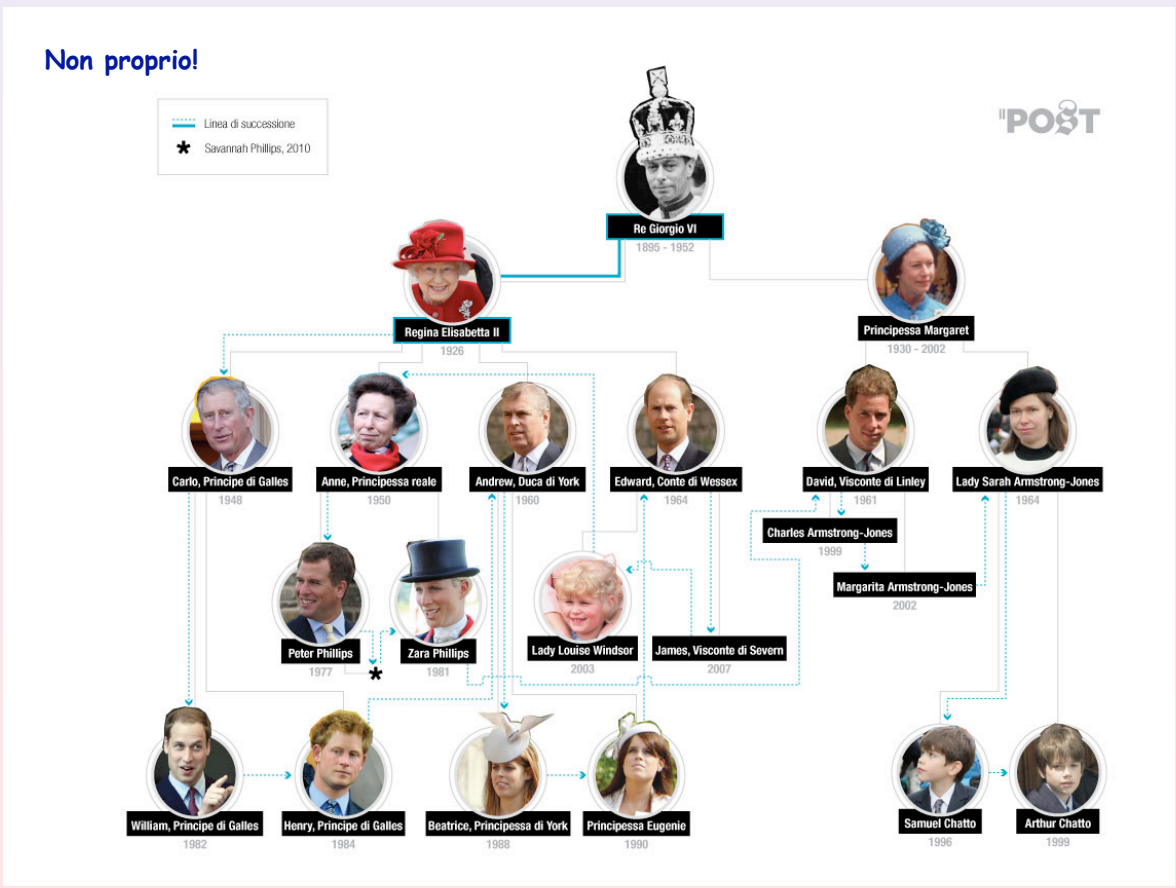 Non proprio!
Linea di successione
* Savannah Phillips, 2010
IL POST
Re Giorgio VI
1895 - 1952
Regina Elisabetta II
1926
Principessa Margaret
1930 - 2002
Carlo, Principe di Galles
1948
Anne, Principessa reale
1950
Andrew, Duca di York
1960
Edward, Conte di Wessex
1964
David, Visconte di Linley
1961
Lady Sarah Armstrong-Jones
1964
Charles Armstrong-Jones
1999
Margarita Armstrong-Jones
2002
Peter Phillips
1977
*
Zara Phillips
1981
Lady Louise Windsor
2003
James, Visconte di Severn
2007
William, Principe di Galles
1982
Henry, Principe di Galles
1984
Beatrice, Principessa di York
1988
Principessa Eugenie
1990
Samuel Chatto
1996
Arthur Chatto
1999